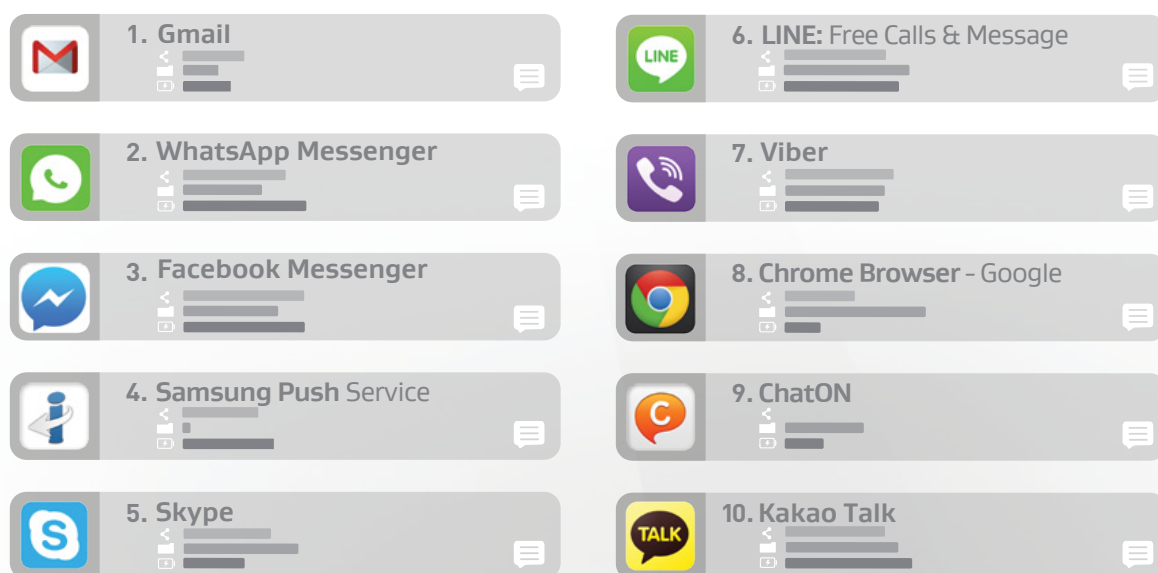 1. Gmail
2. WhatsApp Messenger
3. Facebook Messenger
4. Samsung Push Service
5. Skype
S
LINE
6. LINE: Free Calls & Message
7. Viber
8. Chrome Browser - Google
C
9. ChatON
TALK
10. Kakao Talk